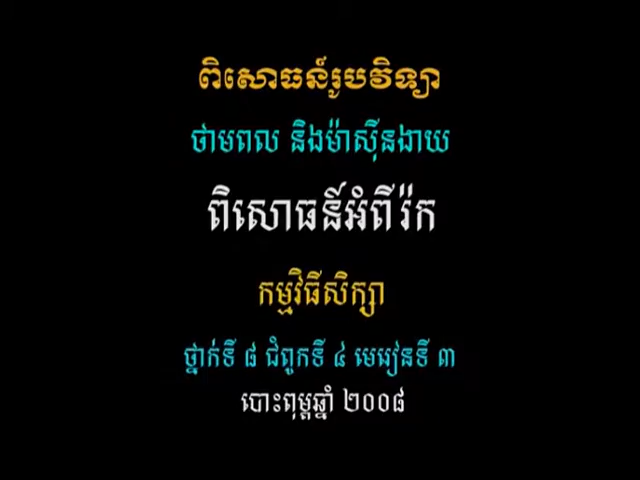 ពិសោធន៍រូបវិទ្យា
ថាមពល និងម៉ាស៊ីនងាយ
ពិសោធន៍អំពីរ៉ក
កម្មវិធីសិក្សា
ថ្នាក់ទី ៨ ជំពូកទី ៤ មេរៀនទី ៣
បោះពុម្ពឆ្នាំ ២០០៨